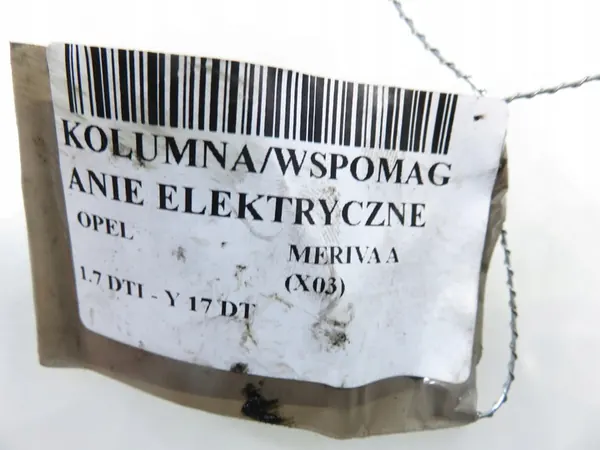 KOLUMNA/WSPOMAG
ANIE ELEKTRYCZNE
OPEL
MERIVA A
(X03)
1.7 DTI - Y 17 DT